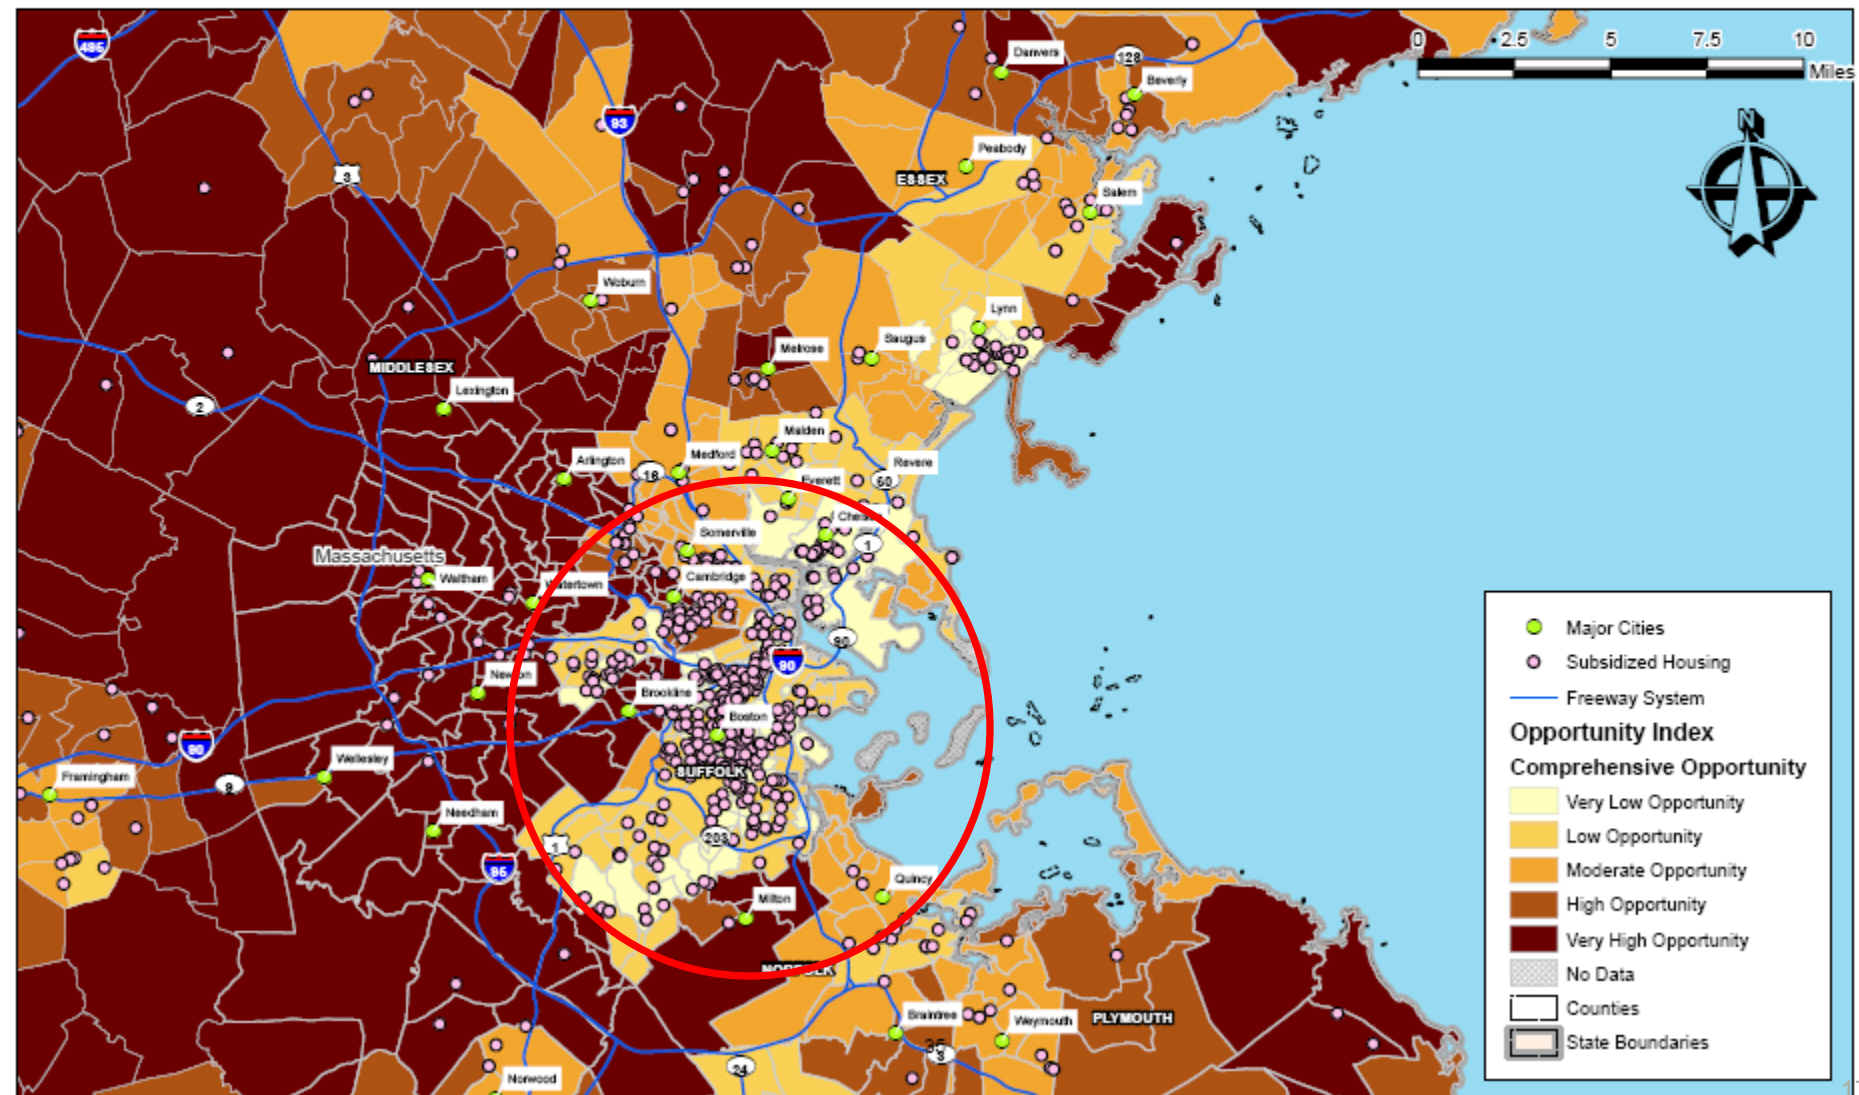 495
93
128
Danvers
Beverly
0 2.5 5 7.5 10
Miles
N
3
Peabody
ESSEX
Salem
Woburn
Lynn
Saugus
Melrose
MIDDLESEX
Lexington
2
Malden
Medford
Revere
Arlington
16
60
Everett
Somerville
1
Massachusetts
Waltham
Watertown
Cambridge
90
90
Newton
Brookline
Boston
90
Wellesley
Framingham
9
SUFFOLK
Needham
203
1
95
Quincy
Milton
NORFOLK
Braintree
Weymouth
PLYMOUTH
24
3
Norwood
Major Cities
Subsidized Housing
Freeway System
Opportunity Index
Comprehensive Opportunity
Very Low Opportunity
Low Opportunity
Moderate Opportunity
High Opportunity
Very High Opportunity
No Data
Counties
State Boundaries